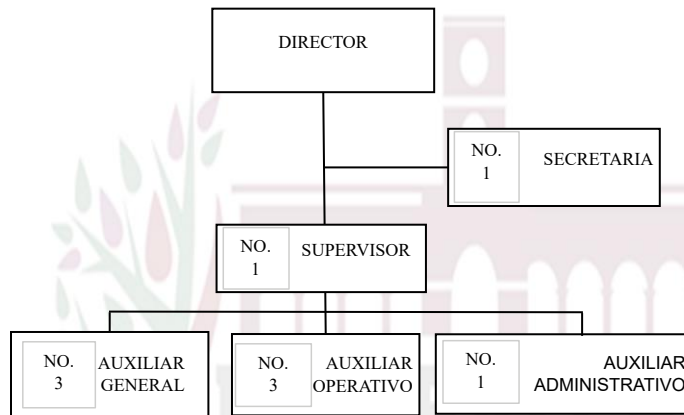 DIRECTOR
NO.
1
SECRETARIA
NO.
1
SUPERVISOR
NO.
3
AUXILIAR
GENERAL
NO.
3
AUXILIAR
OPERATIVO
NO.
1
AUXILIAR
ADMINISTRATIVO